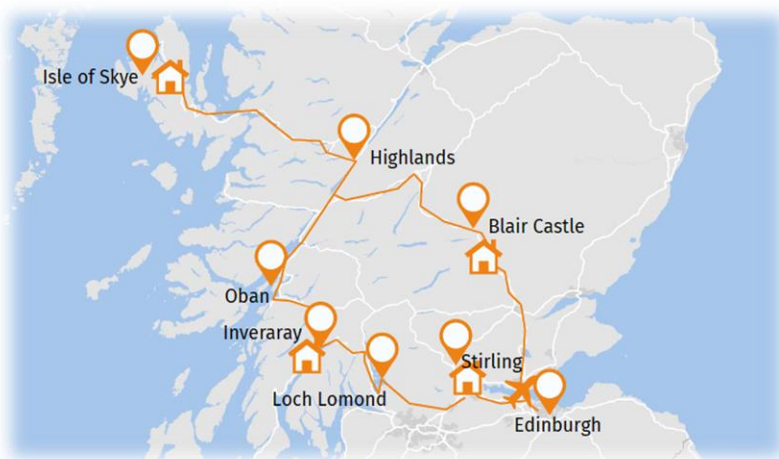 Isle of Skye
Highlands
Blair Castle
Oban
Inveraray
Stirling
Loch Lomond
Edinburgh